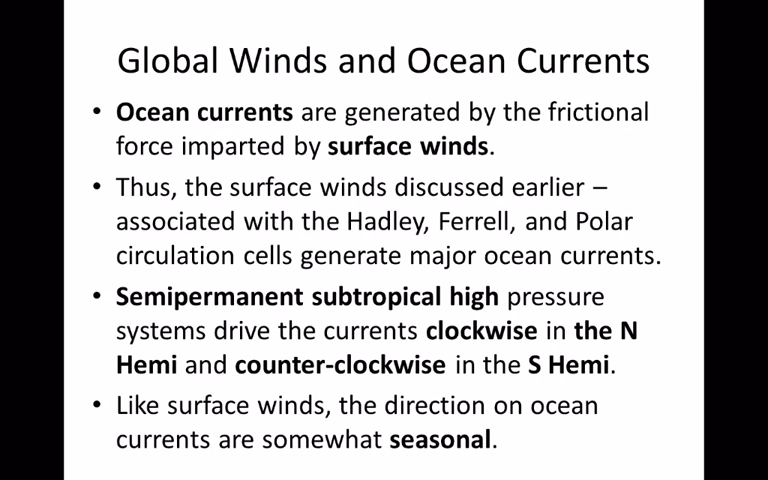 Global Winds and Ocean Currents
• Ocean currents are generated by the frictional
force imparted by surface winds.
• Thus, the surface winds discussed earlier –
associated with the Hadley, Ferrell, and Polar
circulation cells generate major ocean currents.
• Semipermanent subtropical high pressure
systems drive the currents clockwise in the N
Hemi and counter-clockwise in the S Hemi.
• Like surface winds, the direction on ocean
currents are somewhat seasonal.